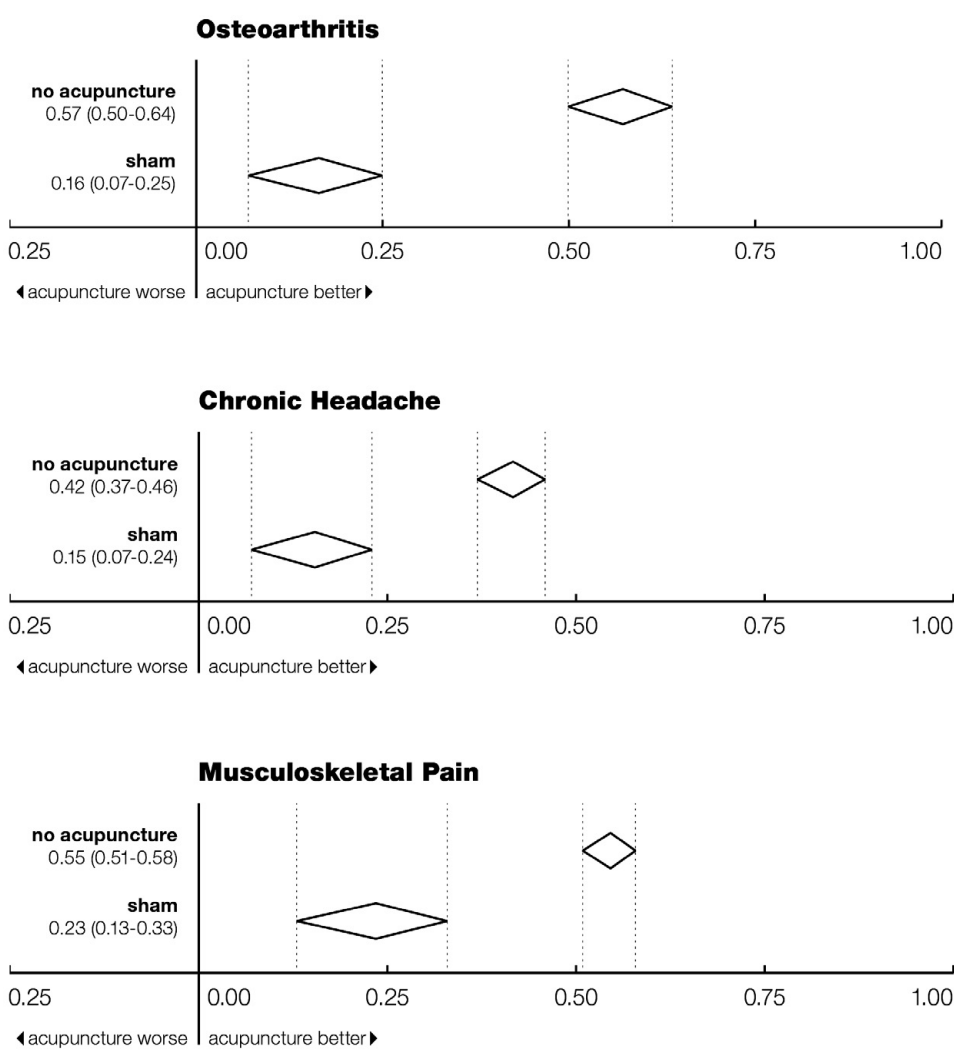 Osteoarthritis
no acupuncture
0.57 (0.50-0.64)
sham
0.16 (0.07-0.25)
0.25 0.00 0.25 0.50 0.75 1.00
acupuncture worse acupuncture better
Chronic Headache
no acupuncture
0.42 (0.37-0.46)
sham
0.15 (0.07-0.24)
0.25 0.00 0.25 0.50 0.75 1.00
acupuncture worse acupuncture better
Musculoskeletal Pain
no acupuncture
0.55 (0.51-0.58)
sham
0.23 (0.13-0.33)
0.25 0.00 0.25 0.50 0.75 1.00
acupuncture worse acupuncture better